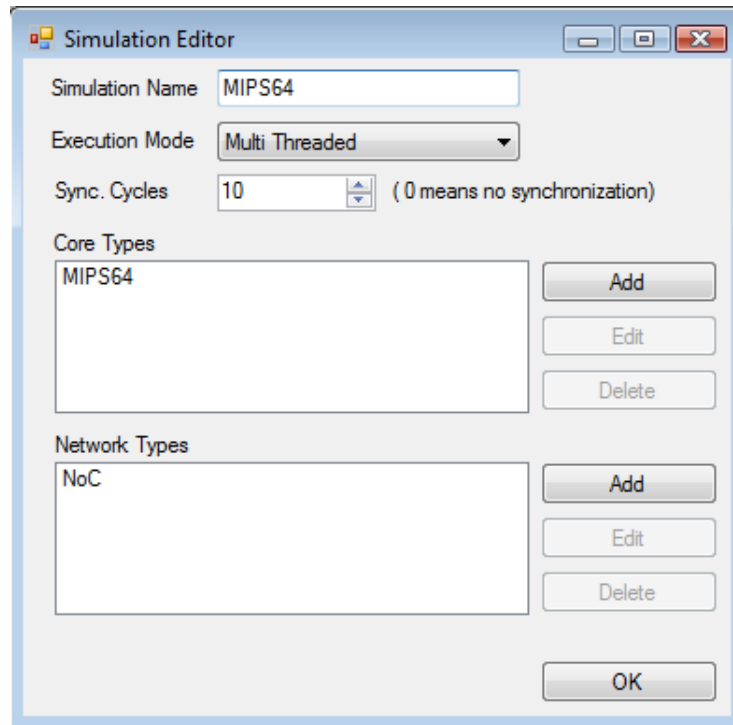 Simulation Editor
Simulation Name MIPS64
Execution Mode Multi Threaded
Sync. Cycles 10 ( 0 means no synchronization)
Core Types
MIPS64
Add
Edit
Delete
Network Types
NoC
Add
Edit
Delete
OK